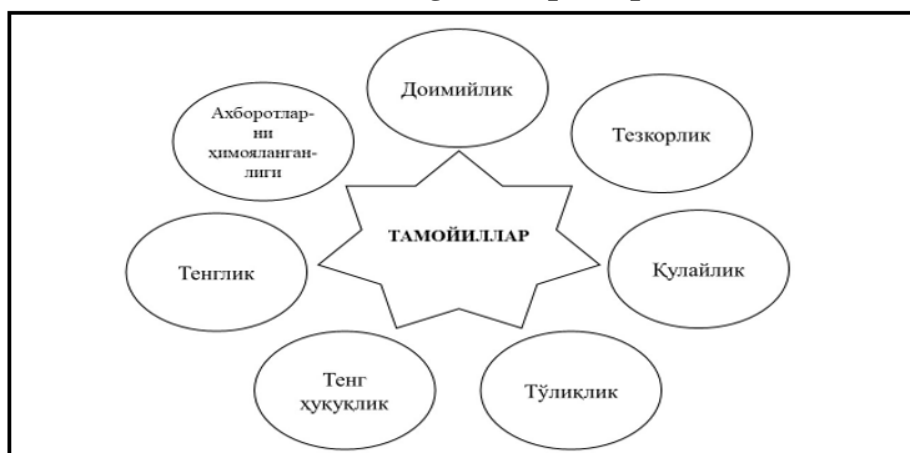 Доимийлик
Ахборотлар-
ни
ҳимояланган-
лиги
Тезкорлик
ТАМОЙИЛЛАР
Тенглик
Қулайлик
Тенг
ҳуқуқлик
Тўлиқлик